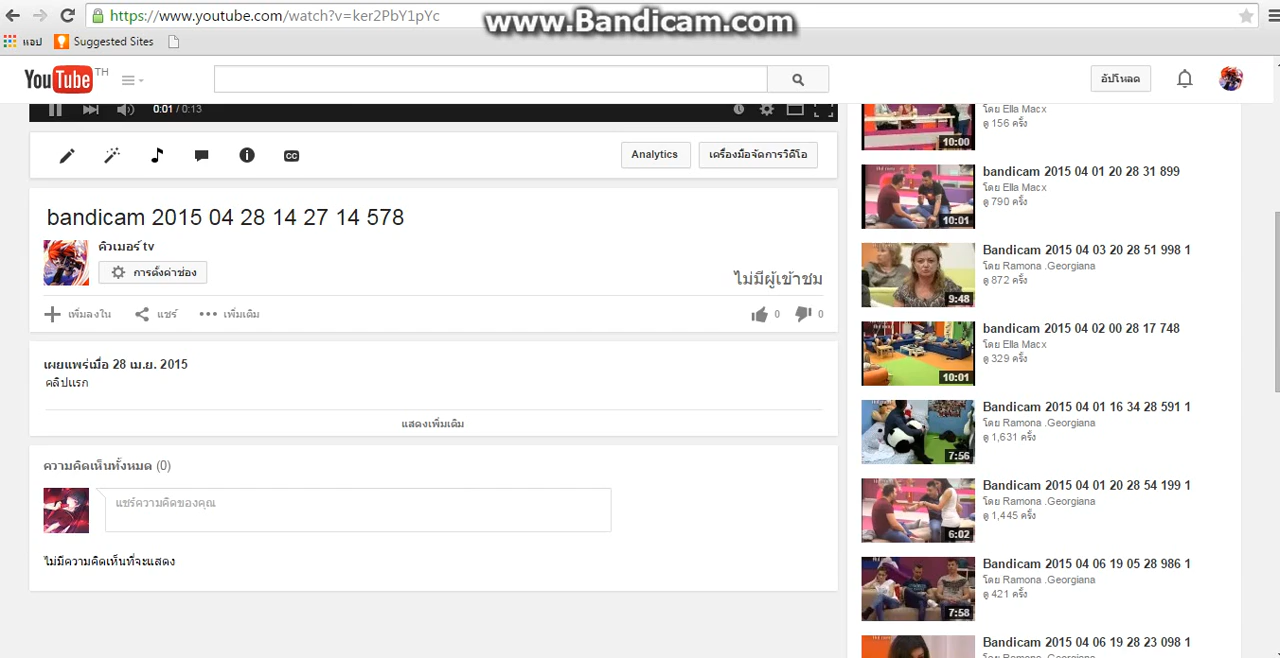 https://www.youtube.com/watch?v=ker2PbY1pYc
www.Bandicam.com
แอป
Suggested Sites
YouTube TH
อัปโหลด
0:01 / 0:13
Analytics
เครื่องมือจัดการวิดีโอ
bandicam 2015 04 28 14 27 14 578
คิวเมอร์ tv
การตั้งค่าช่อง
ไม่มีผู้เข้าชม
เพิ่มลงใน
แชร์
เพิ่มเติม
0
0
เผยแพร่เมื่อ 28 เม.ย. 2015
คลิปแรก
แสดงเพิ่มเติม
ความคิดเห็นทั้งหมด (0)
แชร์ความคิดของคุณ
ไม่มีความคิดเห็นที่จะแสดง
โดย Ella Macx
ดู 156 ครั้ง
10:00
bandicam 2015 04 01 20 28 31 899
โดย Ella Macx
ดู 790 ครั้ง
10:01
Bandicam 2015 04 03 20 28 51 998 1
โดย Ramona .Georgiana
ดู 872 ครั้ง
9:48
bandicam 2015 04 02 00 28 17 748
โดย Ella Macx
ดู 329 ครั้ง
10:01
Bandicam 2015 04 01 16 34 28 591 1
โดย Ramona .Georgiana
ดู 1,631 ครั้ง
7:56
Bandicam 2015 04 01 20 28 54 199 1
โดย Ramona .Georgiana
ดู 1,445 ครั้ง
6:02
Bandicam 2015 04 06 19 05 28 986 1
โดย Ramona .Georgiana
ดู 421 ครั้ง
7:58
Bandicam 2015 04 06 19 28 23 098 1
โดย Ramona .Georgiana